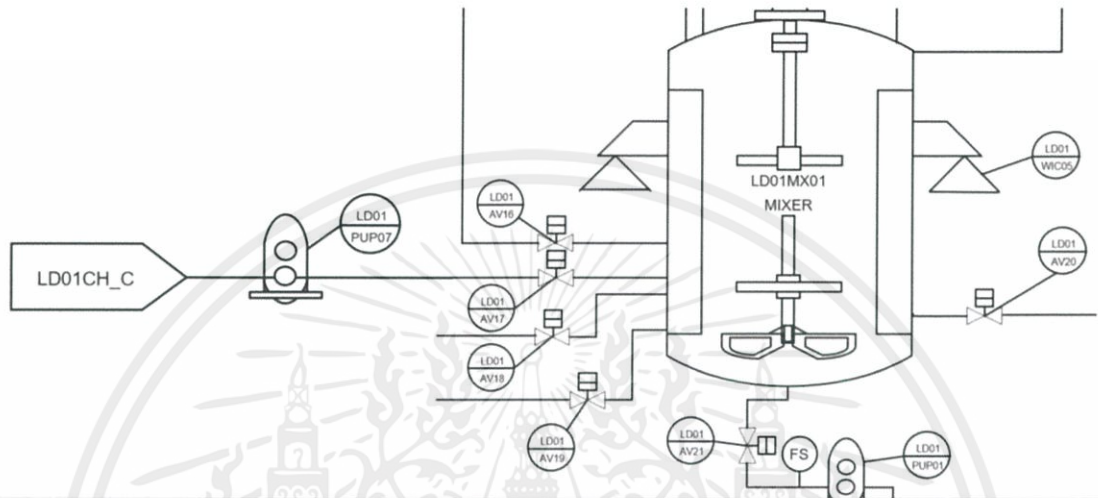 LD01
WIC05
LD01MX01
MIXER
LD01
AV16
LD01
PUP07
LD01
AV20
LD01CH_C
LD01
AV17
LD01
AV18
LD01
AV19
LD01
AV21
FS
LD01
PUP01